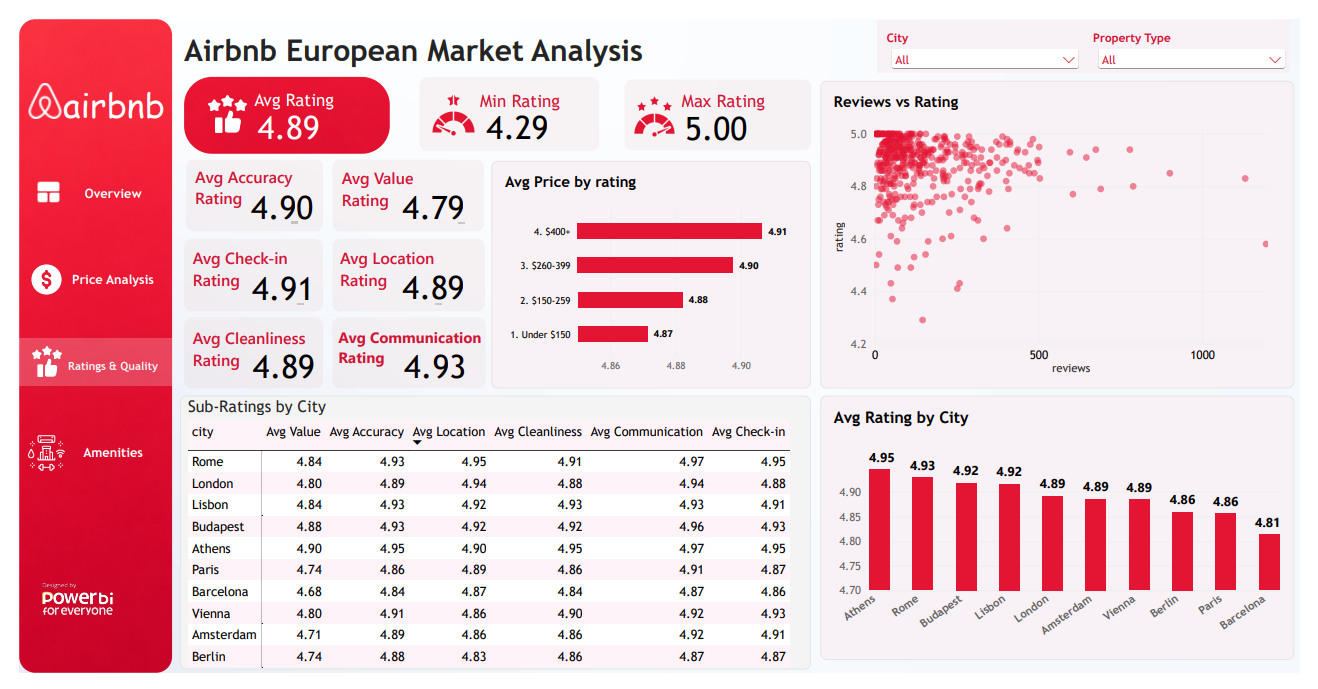 Airbnb European Market Analysis
City
All
Property Type
All
airbnb
Overview
Price Analysis
Ratings & Quality
Amenities
Designed by
Powerbi
for everyone
Avg Rating
4.89
Min Rating
4.29
Max Rating
5.00
Avg Accuracy
Rating
4.90
Avg Value
Rating
4.79
Avg Check-in
Rating
4.91
Avg Location
Rating
4.89
Avg Cleanliness
Rating
4.89
Avg Communication
Rating
4.93
Avg Price by rating
4. $400+ 4.91
3. $260-399 4.90
2. $150-259 4.88
1. Under $150 4.87
4.86 4.88 4.90
Reviews vs Rating
5.0
4.8
4.6
4.4
4.2
rating
0 500 1000
reviews
Sub-Ratings by City
city Avg Value Avg Accuracy Avg Location Avg Cleanliness Avg Communication Avg Check-in
Rome 4.84 4.93 4.95 4.91 4.97 4.95
London 4.80 4.89 4.94 4.88 4.94 4.88
Lisbon 4.84 4.93 4.92 4.93 4.93 4.91
Budapest 4.88 4.93 4.92 4.92 4.96 4.93
Athens 4.90 4.95 4.90 4.95 4.97 4.95
Paris 4.74 4.86 4.89 4.86 4.91 4.87
Barcelona 4.68 4.84 4.87 4.84 4.87 4.86
Vienna 4.80 4.91 4.86 4.90 4.92 4.93
Amsterdam 4.71 4.89 4.86 4.86 4.92 4.91
Berlin 4.74 4.88 4.83 4.86 4.87 4.87
Avg Rating by City
4.95 4.93 4.92 4.92 4.89 4.89 4.89 4.86 4.86 4.81
4.90
4.85
4.80
4.75
4.70
Athens Rome Budapest Lisbon London Amsterdam Vienna Berlin Paris Barcelona